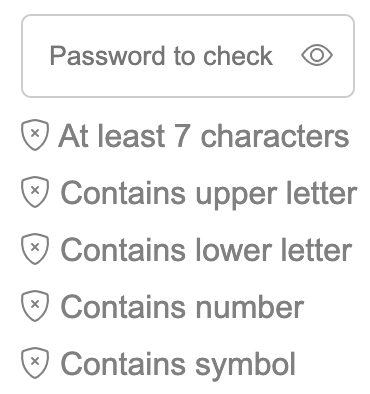 Password to check
At least 7 characters
Contains upper letter
Contains lower letter
Contains number
Contains symbol